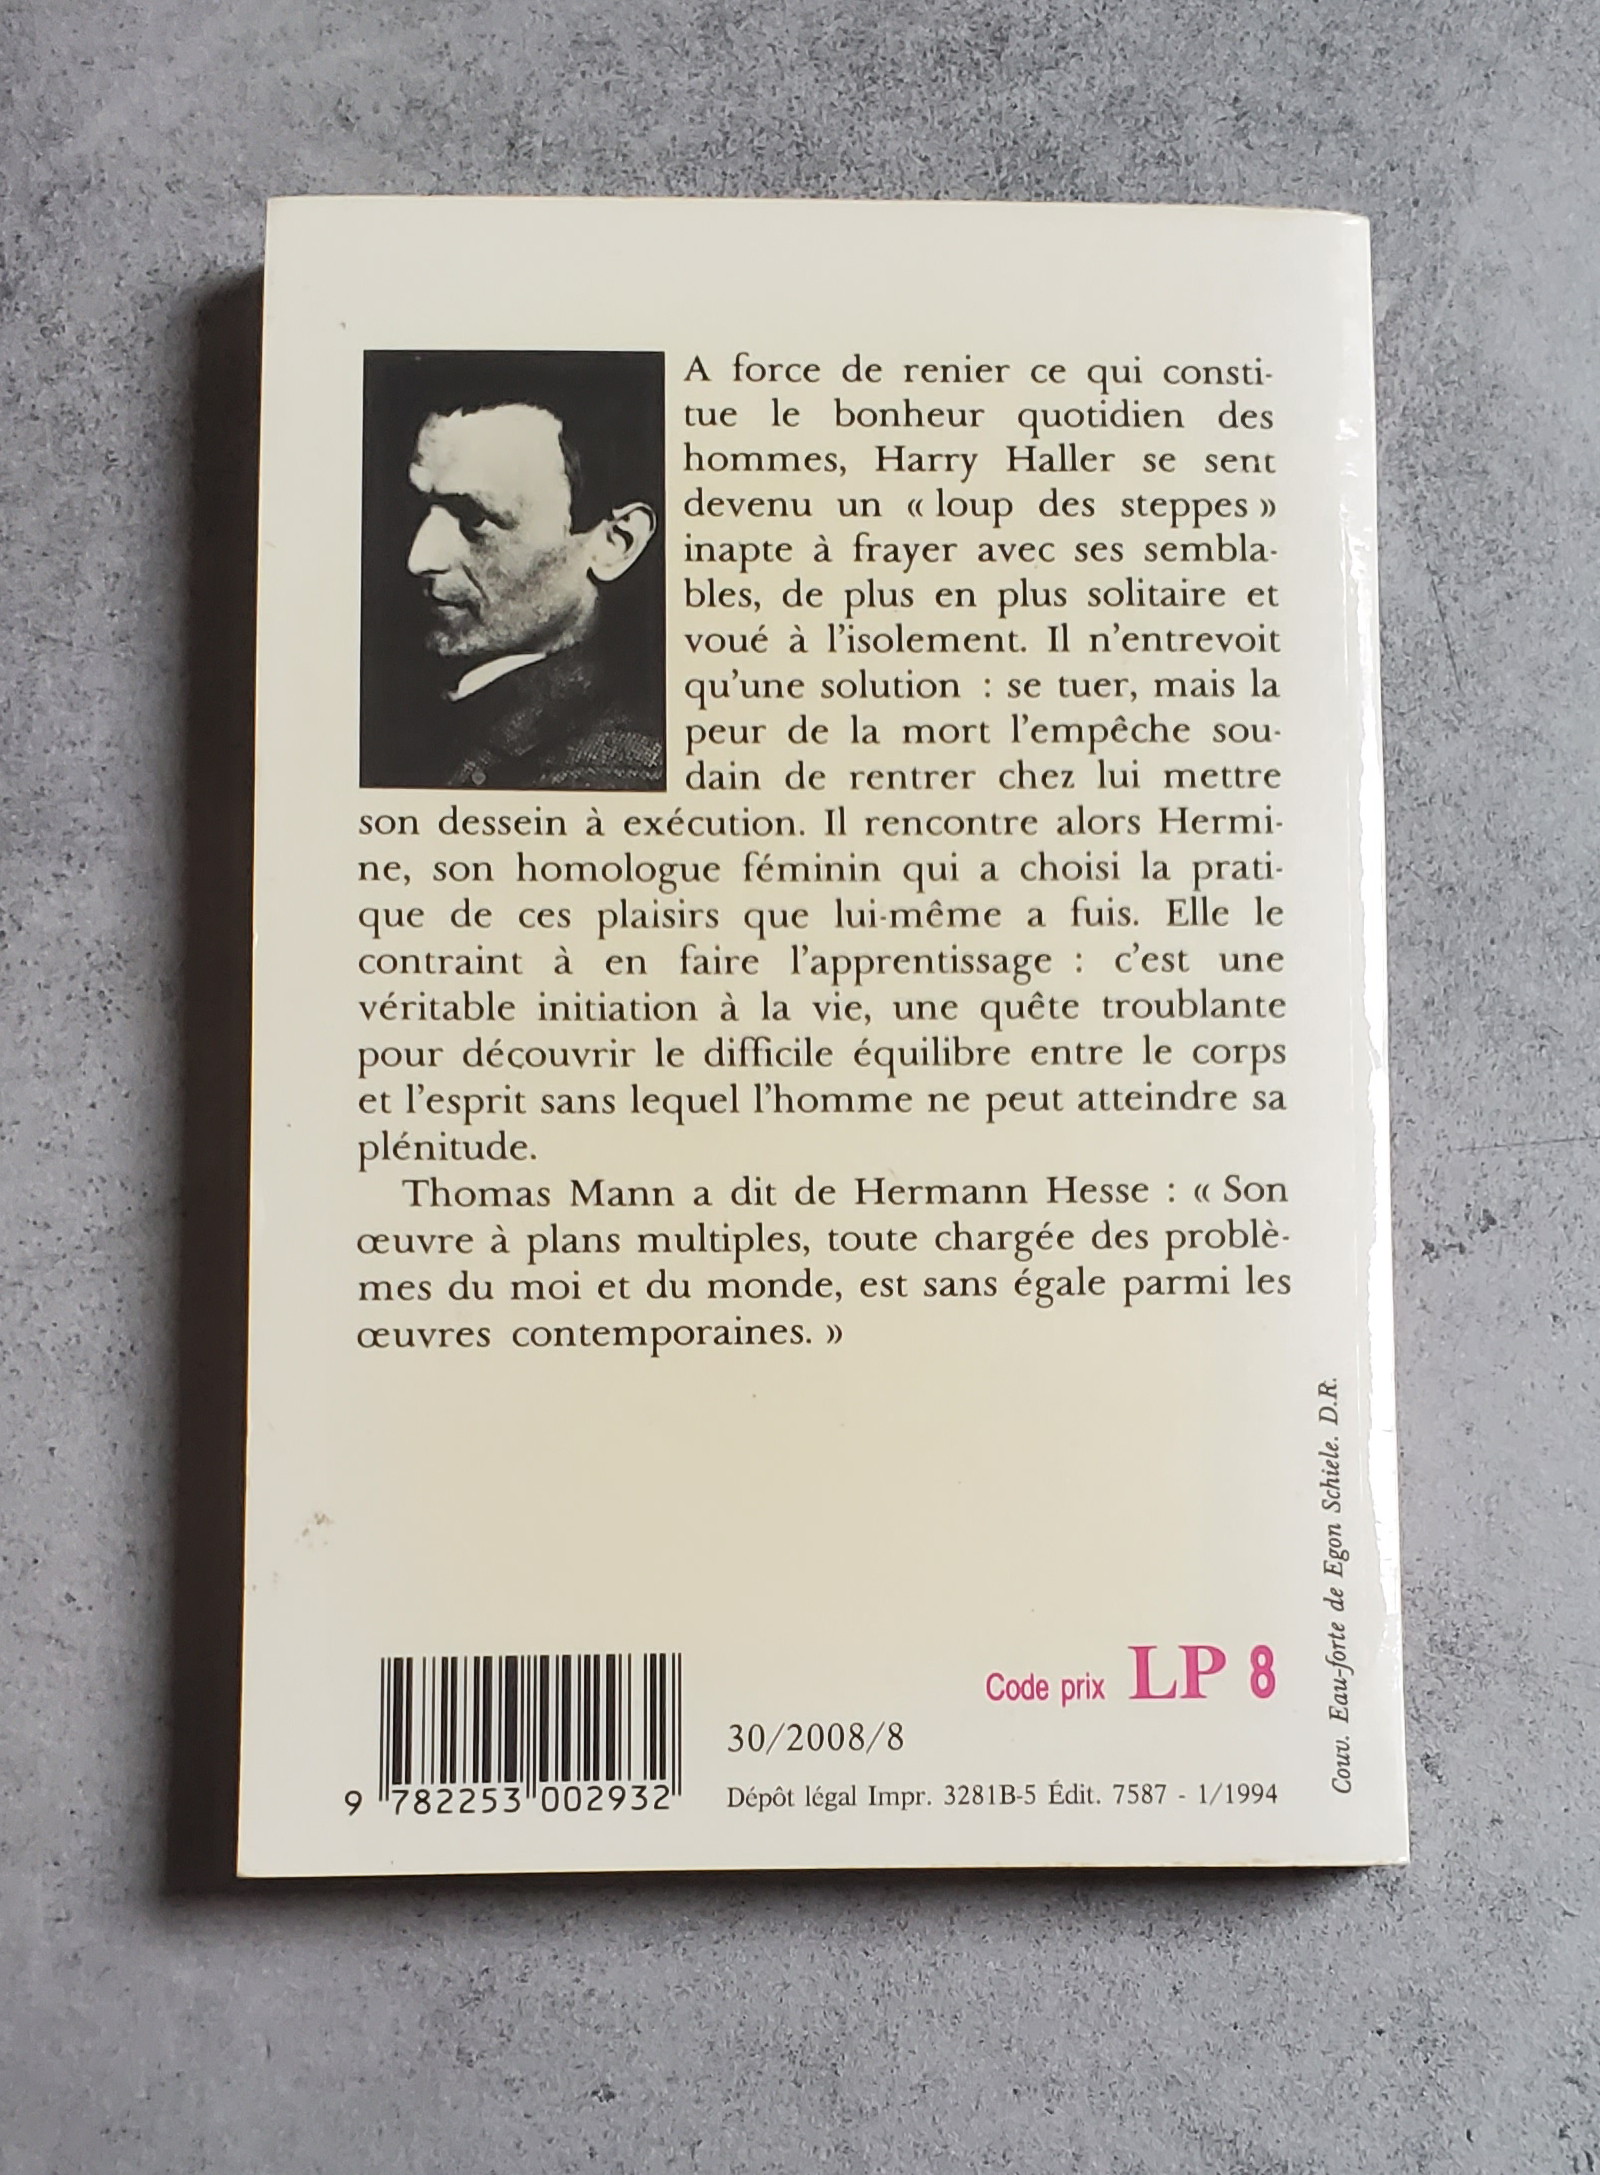 A force de renier ce qui consti-
tue le bonheur quotidien des
hommes, Harry Haller se sent
devenu un « loup des steppes »
inapte à frayer avec ses sembla-
bles, de plus en plus solitaire et
voué à l'isolement. Il n'entrevoit
qu'une solution : se tuer, mais la
peur de la mort l'empêche sou-
dain de rentrer chez lui mettre
son dessein à exécution. Il rencontre alors Hermi-
ne, son homologue féminin qui a choisi la prati-
que de ces plaisirs que lui-même a fuis. Elle le
contraint à en faire l'apprentissage : c'est une
véritable initiation à la vie, une quête troublante
pour découvrir le difficile équilibre entre le corps
et l'esprit sans lequel l'homme ne peut atteindre sa
plénitude.
Thomas Mann a dit de Hermann Hesse : « Son
œuvre à plans multiples, toute chargée des problè-
mes du moi et du monde, est sans égale parmi les
œuvres contemporaines. »
Couv. Eau-forte de Egon Schiele. D.R.
Code prix LP 8
30/2008/8
9 782253 002932
Dépôt légal Impr. 3281B-5 Édit. 7587 - 1/1994